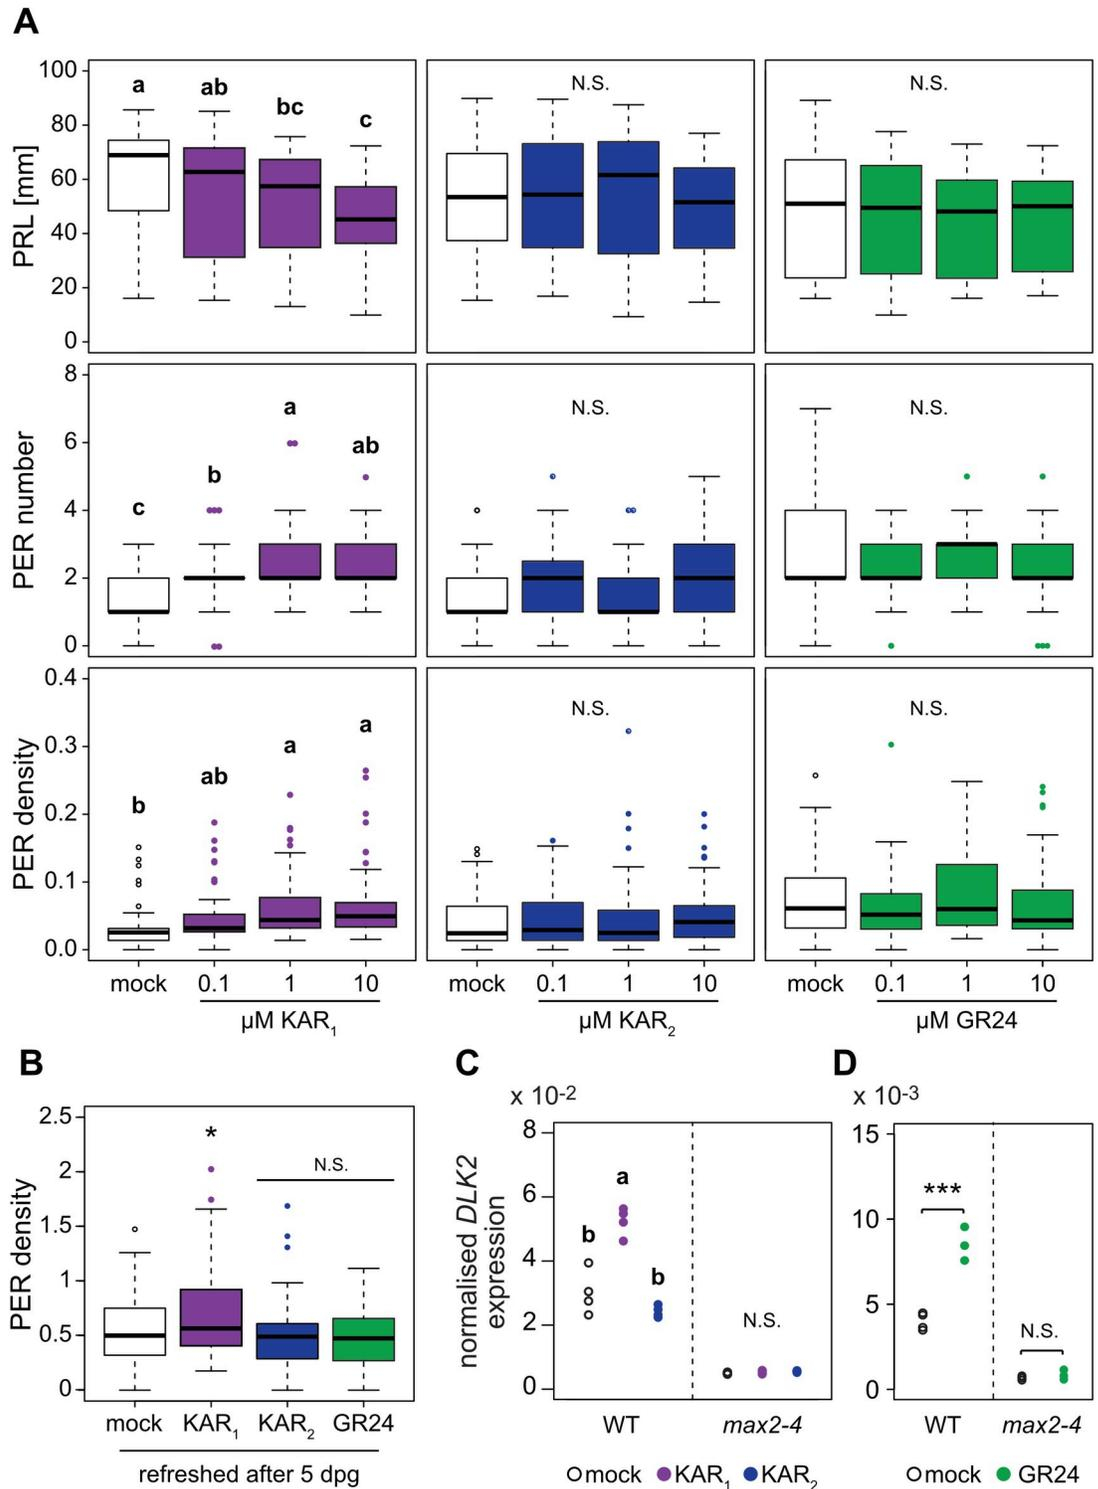 A
PRL [mm]
100
80
60
40
20
0
a
ab
bc
c
N.S.
N.S.
PER number
8
6
4
2
0
c
b
a
ab
N.S.
N.S.
PER density
0.4
0.3
0.2
0.1
0.0
b
ab
a
a
N.S.
N.S.
mock 0.1 1 10
µM KAR1
mock 0.1 1 10
µM KAR2
mock 0.1 1 10
µM GR24
B
PER density
2.5
2
1.5
1
0.5
0
*
N.S.
mock KAR1 KAR2 GR24
refreshed after 5 dpg
C
x 10-2
normalised DLK2
expression
8
6
4
2
0
b
a
b
N.S.
WT max2-4
mock KAR1 KAR2
D
x 10-3
15
10
5
0
***
N.S.
WT max2-4
mock GR24